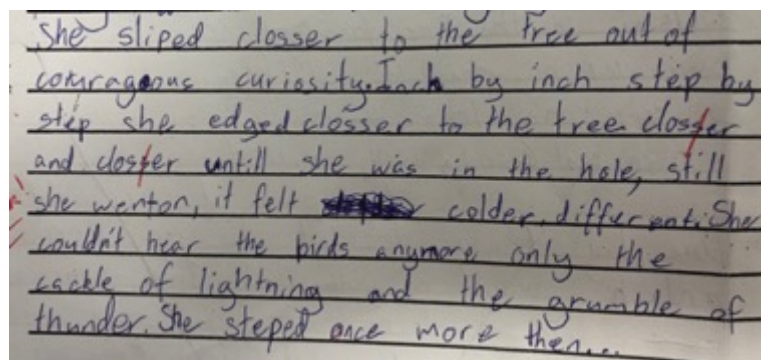 She sliped closser to the tree out of
courageous curiosity. Inch by inch step by
step she edged closser to the tree closser
and closser untill she was in the hole, still
she wenton, it felt colder, different. She
couldn't hear the birds anymore only the
cackle of lightning and the grumble of
thunder. She steped once more then...